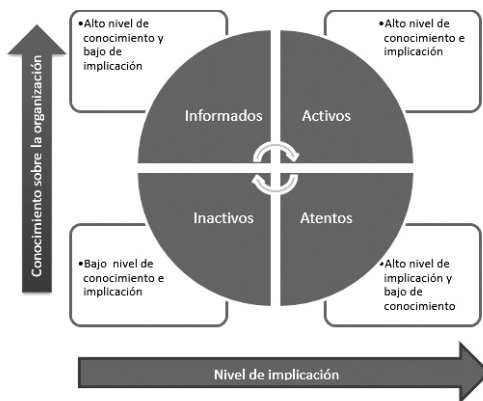 •Alto nivel de
conocimiento y
bajo de
implicación
•Alto nivel de
conocimiento e
implicación
Informados
Activos
Conocimiento sobre la organización
Inactivos
Atentos
•Bajo nivel de
conocimiento e
implicación
•Alto nivel de
implicación y
bajo de
conocimiento
Nivel de implicación